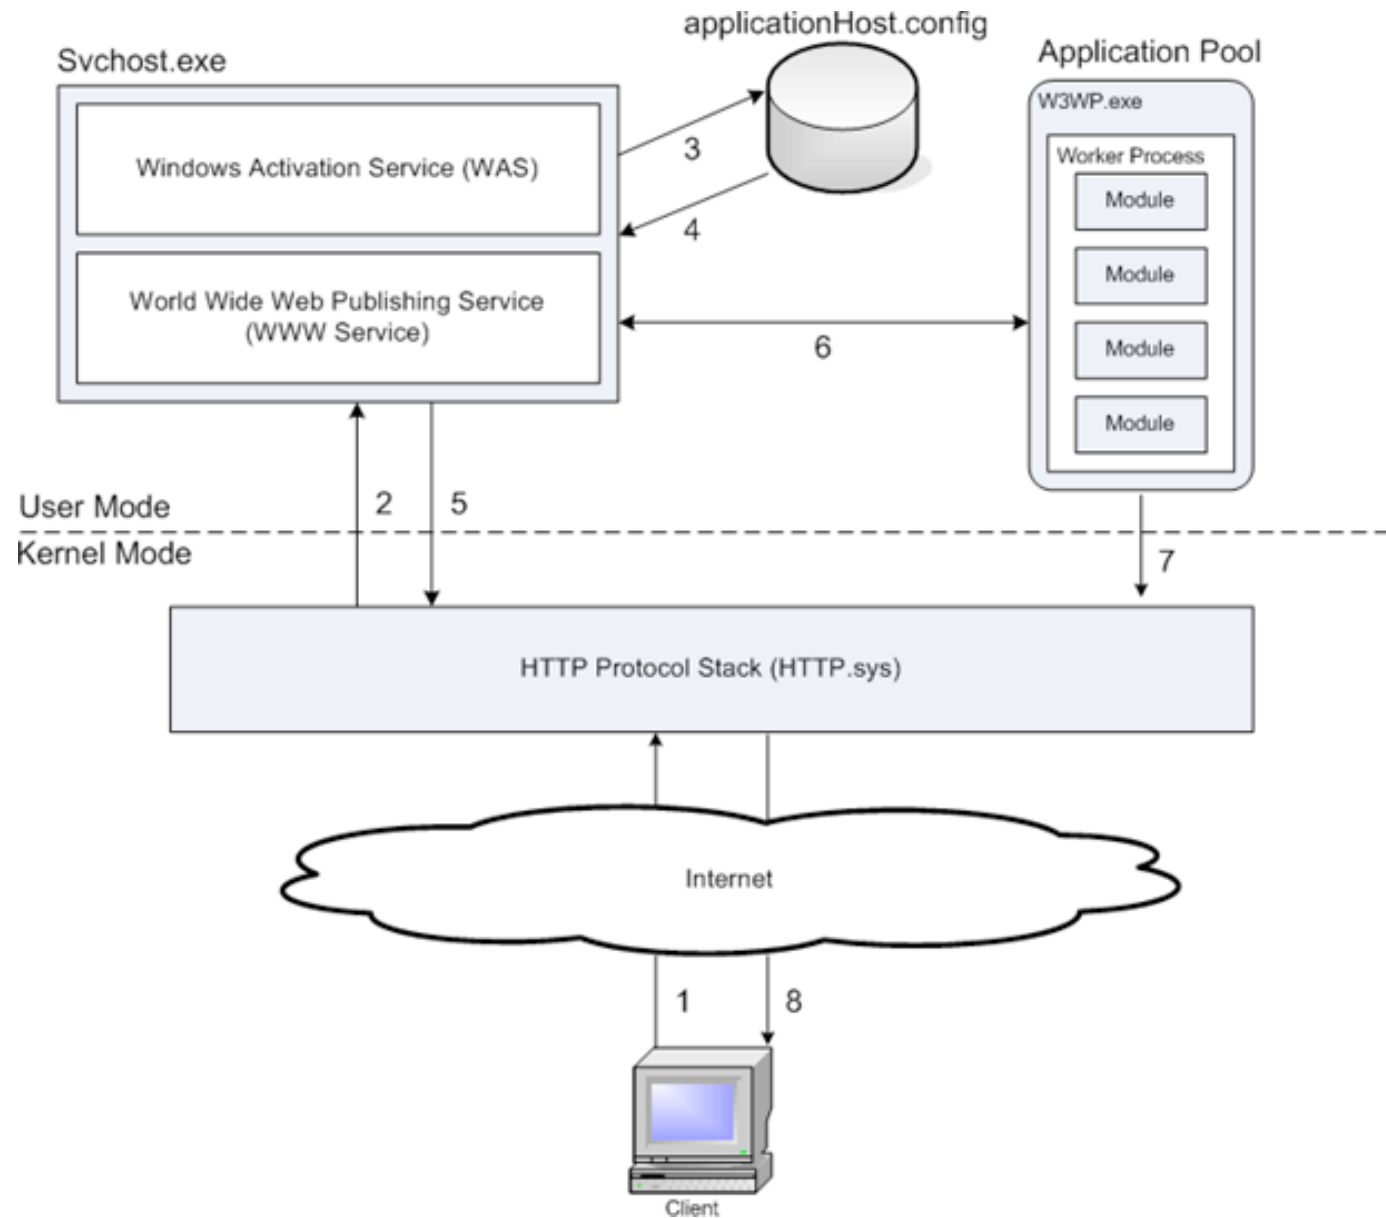 applicationHost.config
Svchost.exe
Application Pool
W3WP.exe
Windows Activation Service (WAS)
3
Worker Process
Module
4
Module
World Wide Web Publishing Service
(WWW Service)
6
Module
Module
User Mode
2
5
Kernel Mode
7
HTTP Protocol Stack (HTTP.sys)
Internet
1
8
Client